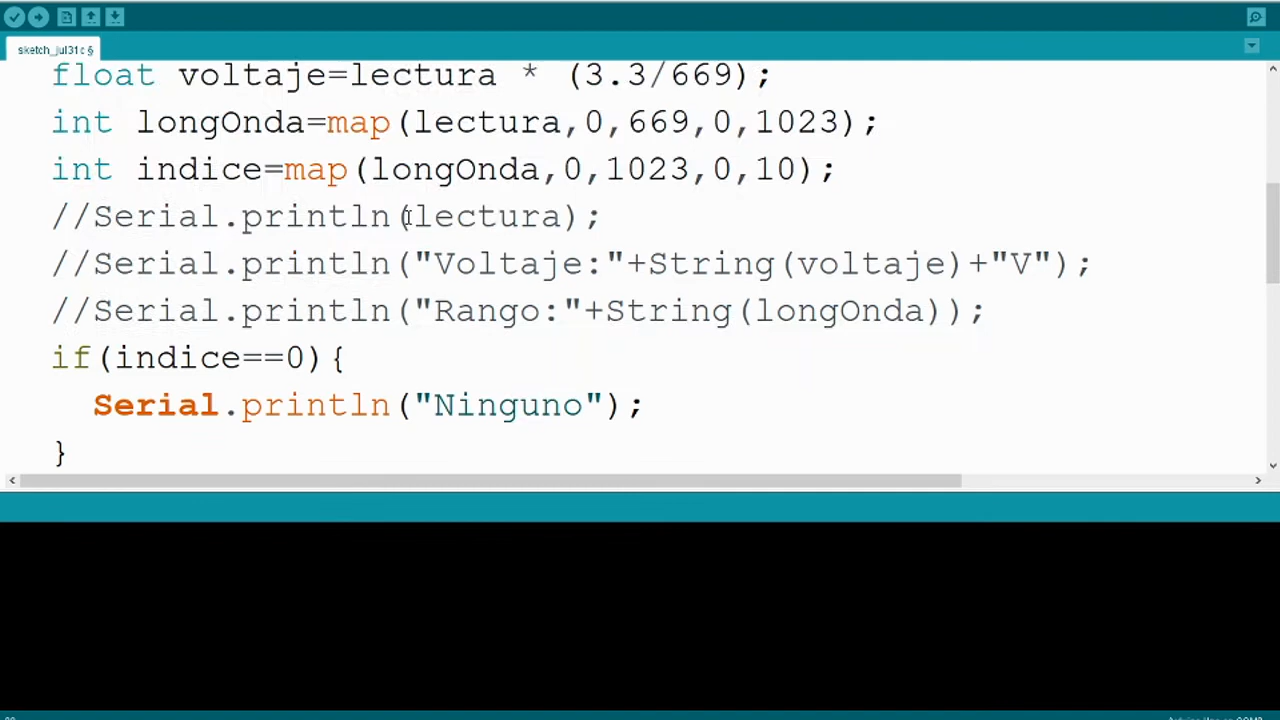 sketch_jul31c §
float voltaje=lectura * (3.3/669);
int longOnda=map(lectura,0,669,0,1023);
int indice=map(longOnda,0,1023,0,10);
//Serial.println(lectura);
//Serial.println("Voltaje:"+String(voltaje)+"V");
//Serial.println("Rango:"+String(longOnda));
if(indice==0){
Serial.println("Ninguno");
}